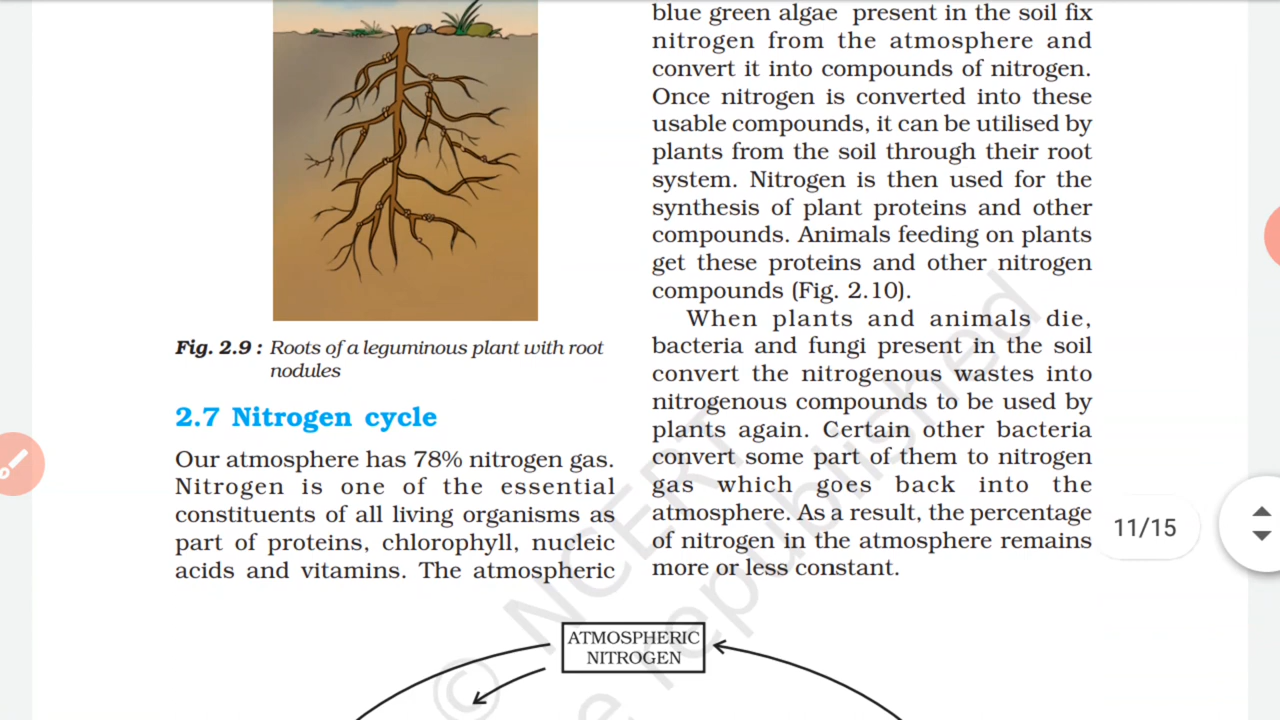 Fig. 2.9 : Roots of a leguminous plant with root
nodules
2.7 Nitrogen cycle
Our atmosphere has 78% nitrogen gas.
Nitrogen is one of the essential
constituents of all living organisms as
part of proteins, chlorophyll, nucleic
acids and vitamins. The atmospheric
blue green algae present in the soil fix
nitrogen from the atmosphere and
convert it into compounds of nitrogen.
Once nitrogen is converted into these
usable compounds, it can be utilised by
plants from the soil through their root
system. Nitrogen is then used for the
synthesis of plant proteins and other
compounds. Animals feeding on plants
get these proteins and other nitrogen
compounds (Fig. 2.10).
When plants and animals die,
bacteria and fungi present in the soil
convert the nitrogenous wastes into
nitrogenous compounds to be used by
plants again. Certain other bacteria
convert some part of them to nitrogen
gas which goes back into the
atmosphere. As a result, the percentage
of nitrogen in the atmosphere remains
more or less constant.
11/15
ATMOSPHERIC
NITROGEN
© NCERT
be republished